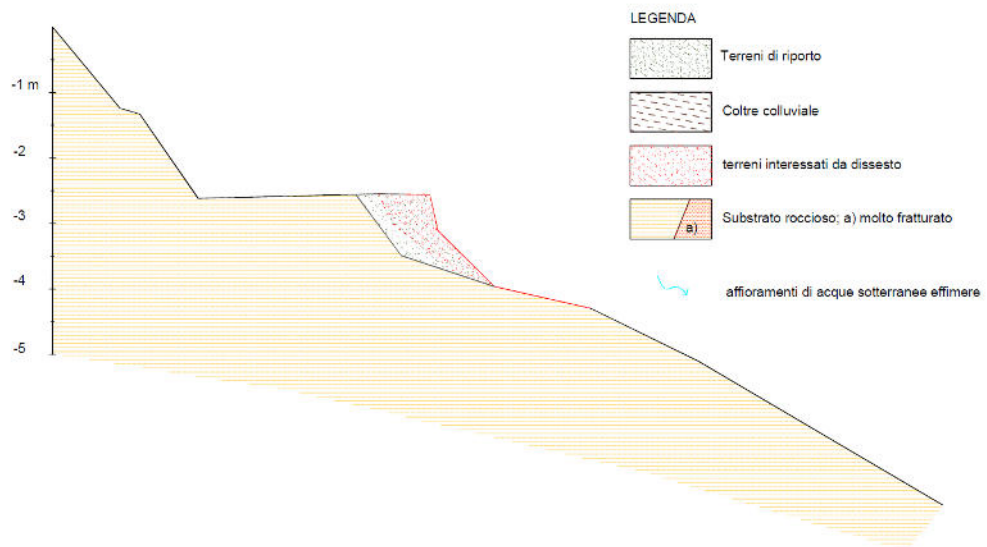 LEGENDA
Terreni di riporto
-1 m
Coltre colluviale
-2
terreni interessati da dissesto
-3
Substrato roccioso; a) molto fratturato
a)
-4
affioramenti di acque sotterranee effimere
-5